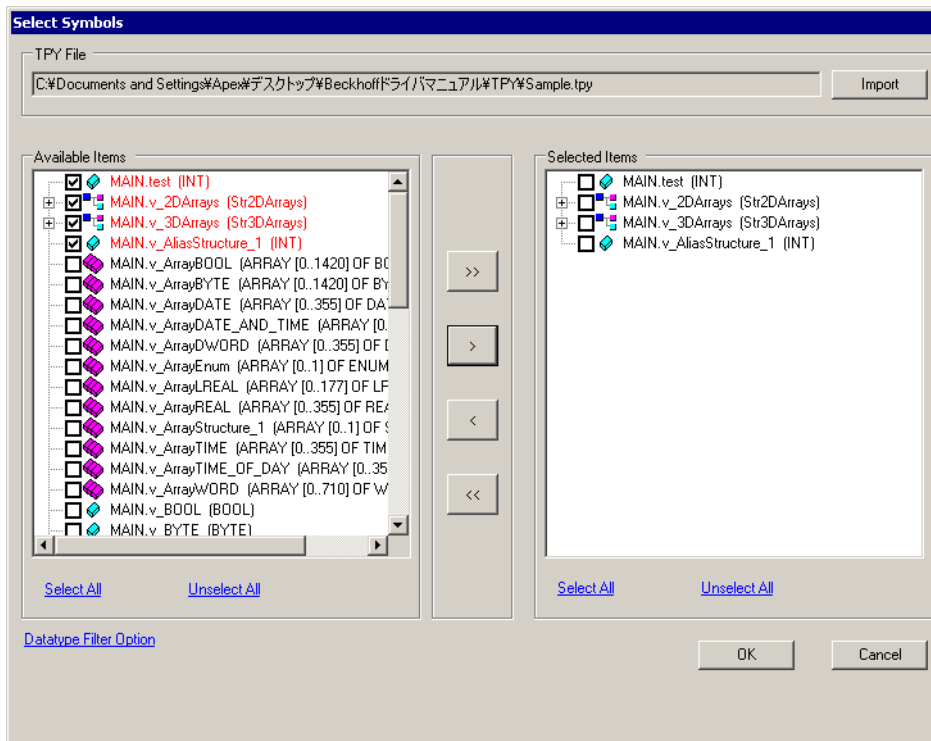 Select Symbols
TPY File
C:¥Documents and Settings¥Apex¥デスクトップ¥Beckhoffドライバマニュアル¥TPY¥Sample.tpy
Import
Available Items
MAIN.test (INT)
MAIN.v_2DArrays (Str2DArrays)
MAIN.v_3DArrays (Str3DArrays)
MAIN.v_AliasStructure_1 (INT)
MAIN.v_ArrayBOOL (ARRAY [0..1420] OF BO
MAIN.v_ArrayBYTE (ARRAY [0..1420] OF BY
MAIN.v_ArrayDATE (ARRAY [0..355] OF DA
MAIN.v_ArrayDATE_AND_TIME (ARRAY [0.
MAIN.v_ArrayDWORD (ARRAY [0..355] OF D
MAIN.v_ArrayEnum (ARRAY [0..1] OF ENUM
MAIN.v_ArrayLREAL (ARRAY [0..177] OF LF
MAIN.v_ArrayREAL (ARRAY [0..355] OF REA
MAIN.v_ArrayStructure_1 (ARRAY [0..1] OF S
MAIN.v_ArrayTIME (ARRAY [0..355] OF TIM
MAIN.v_ArrayTIME_OF_DAY (ARRAY [0..35
MAIN.v_ArrayWORD (ARRAY [0..710] OF W
MAIN.v_BOOL (BOOL)
MAIN.v_BYTE (BYTE)
Select All Unselect All
>>
>
<
<<
Selected Items
MAIN.test (INT)
MAIN.v_2DArrays (Str2DArrays)
MAIN.v_3DArrays (Str3DArrays)
MAIN.v_AliasStructure_1 (INT)
Select All Unselect All
Datatype Filter Option
OK Cancel